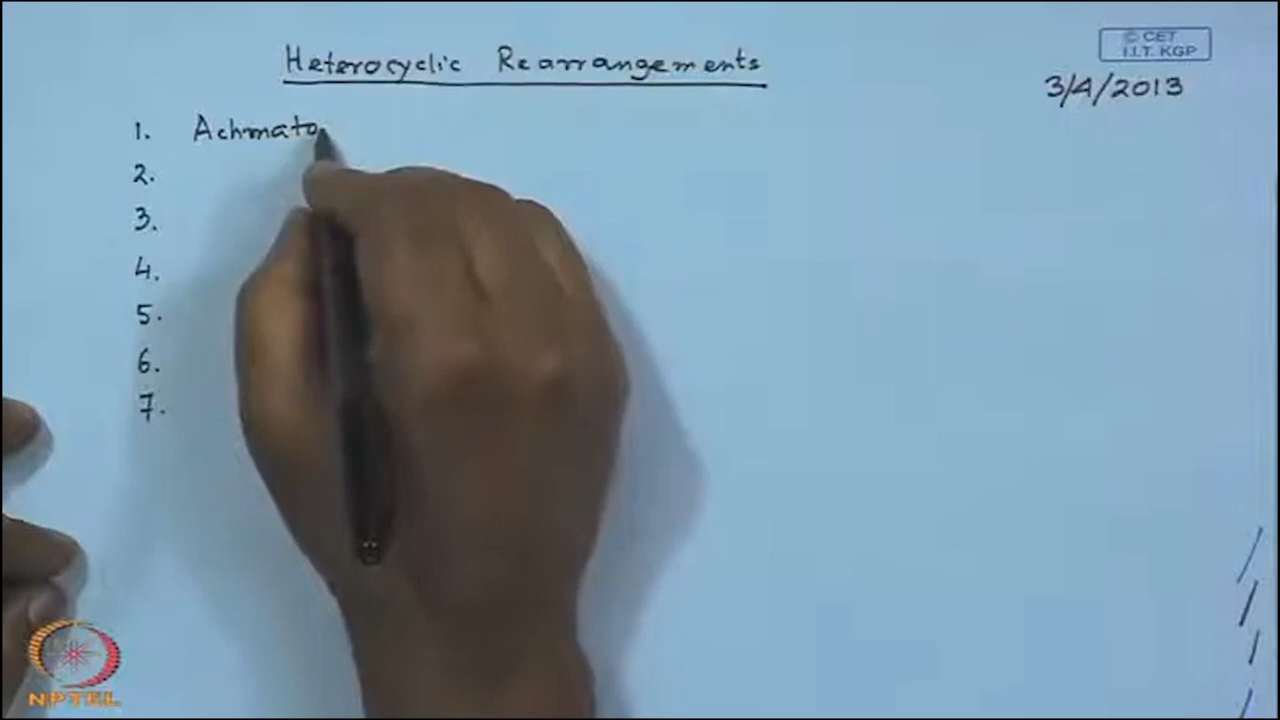 Heterocyclic Rearrangements
© CET
I.I.T. KGP
3/4/2013
1. Achmato
2.
3.
4.
5.
6.
7.
NPTEL